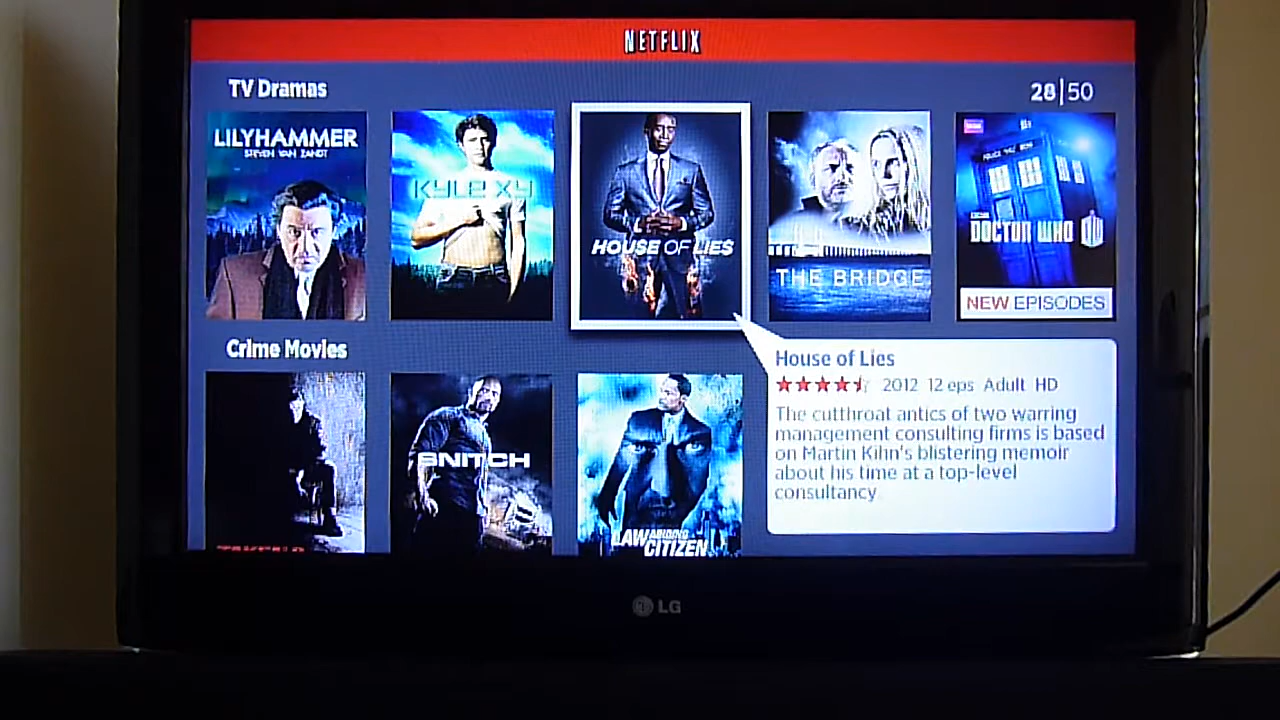 NETFLIX
TV Dramas
28|50
LILYHAMMER
STEVEN VAN ZANDT
KYLE XY
HOUSE OF LIES
THE BRIDGE
DOCTOR WHO
NEW EPISODES
Crime Movies
SNITCH
LAW ABIDING
CITIZEN
House of Lies
2012 12 eps Adult HD
The cutthroat antics of two warring
management consulting firms is based
on Martin Kihn's blistering memoir
about his time at a top-level
consultancy.
LG